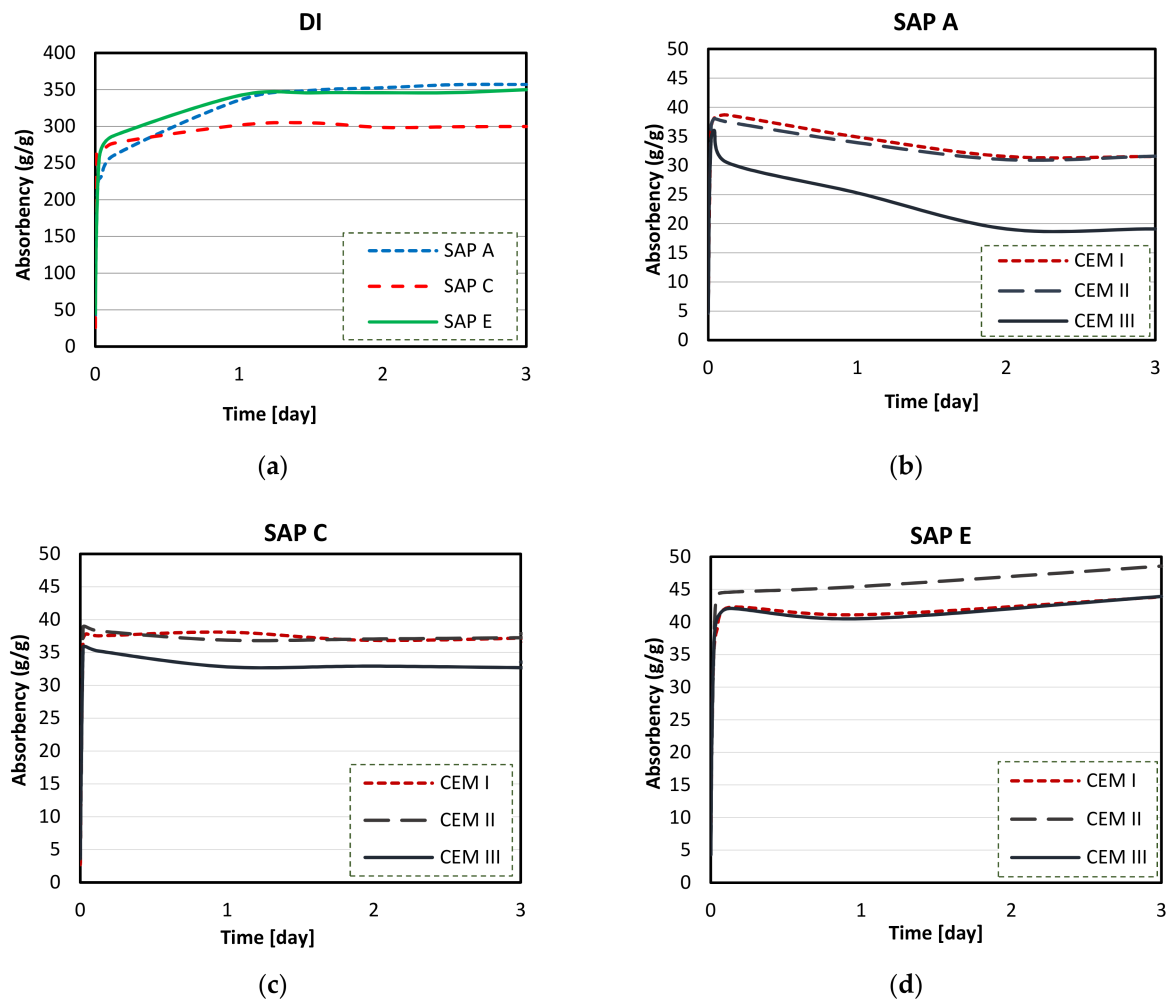 DI
400
350
300
250
200
150
100
50
0
Absorbency (g/g)
SAP A
SAP C
SAP E
0 1 2 3
Time [day]
(a)
SAP A
50
45
40
35
30
25
20
15
10
5
0
Absorbency (g/g)
CEM I
CEM II
CEM III
0 1 2 3
Time [day]
(b)
SAP C
50
45
40
35
30
25
20
15
10
5
0
Absorbency (g/g)
CEM I
CEM II
CEM III
0 1 2 3
Time [day]
(c)
SAP E
50
45
40
35
30
25
20
15
10
5
0
Absorbency (g/g)
CEM I
CEM II
CEM III
0 1 2 3
Time [day]
(d)